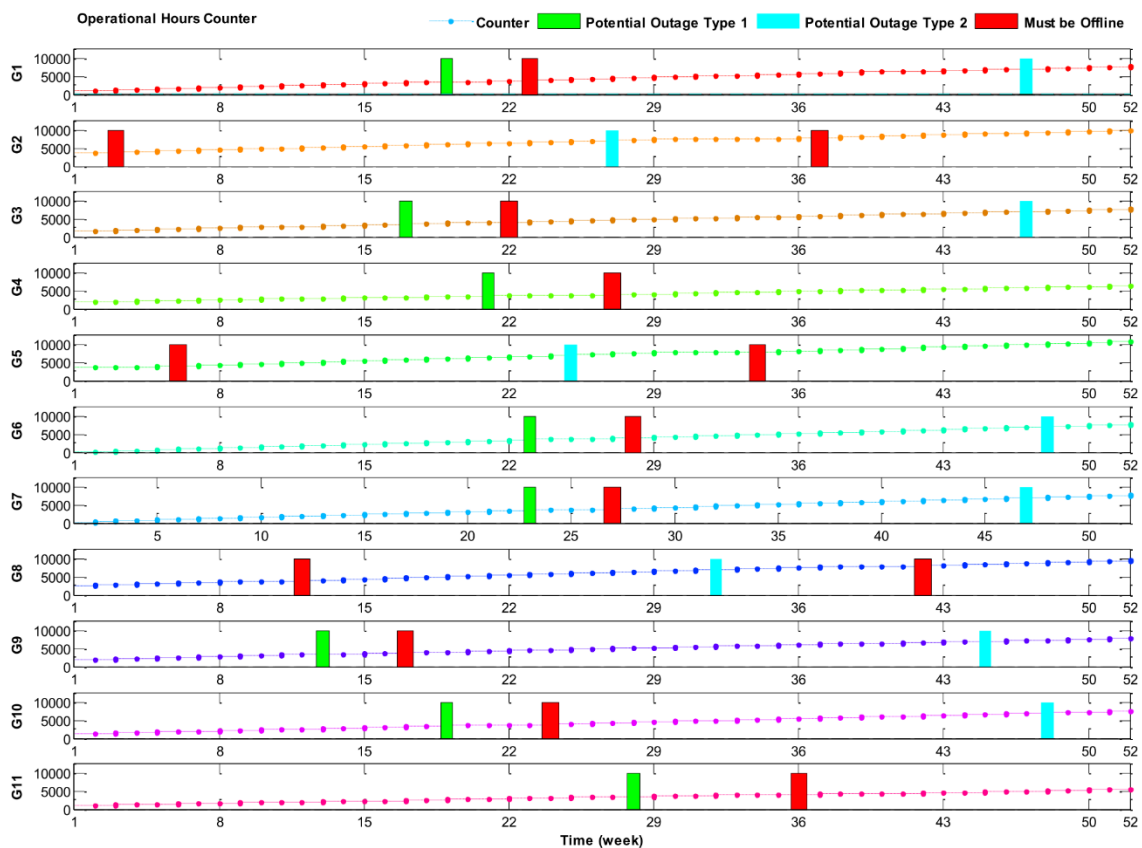 Operational Hours Counter
Counter Potential Outage Type 1 Potential Outage Type 2 Must be Offline
G1 10000 5000 0
1 8 15 22 29 36 43 50 52
G2 10000 5000 0
1 8 15 22 29 36 43 50 52
G3 10000 5000 0
1 8 15 22 29 36 43 50 52
G4 10000 5000 0
1 8 15 22 29 36 43 50 52
G5 10000 5000 0
1 8 15 22 29 36 43 50 52
G6 10000 5000 0
1 8 15 22 29 36 43 50 52
G7 10000 5000 0
5 10 15 20 25 30 35 40 45 50
G8 10000 5000 0
1 8 15 22 29 36 43 50 52
G9 10000 5000 0
1 8 15 22 29 36 43 50 52
G10 10000 5000 0
1 8 15 22 29 36 43 50 52
G11 10000 5000 0
1 8 15 22 29 36 43 50 52
Time (week)